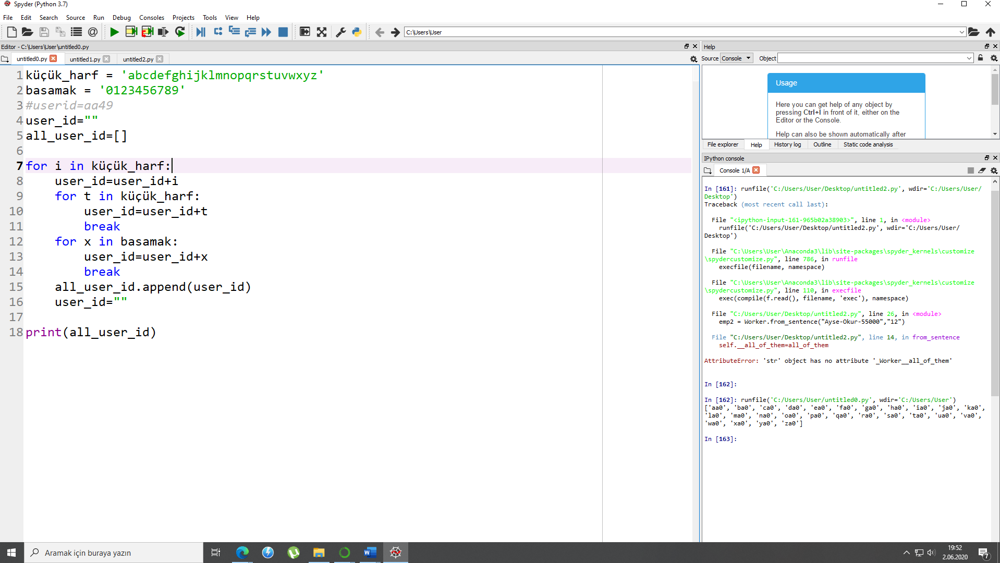 Spyder (Python 3.7)
File Edit Search Source Run Debug Consoles Projects Tools View Help
C:\Users\User
Editor - C:\Users\User\untitled0.py
untitled0.py untitled1.py untitled2.py
1 küçük_harf = 'abcdefghijklmnopqrstuvwxyz'
2 basamak = '0123456789'
3 #userid=aa49
4 user_id=""
5 all_user_id=[]
6
7 for i in küçük_harf:
8     user_id=user_id+i
9     for t in küçük_harf:
10         user_id=user_id+t
11         break
12     for x in basamak:
13         user_id=user_id+x
14         break
15     all_user_id.append(user_id)
16     user_id=""
17
18 print(all_user_id)
Help
Source Console Object
Usage
Here you can get help of any object by
pressing Ctrl+I in front of it, either on the
Editor or the Console.
Help can also be shown automatically after
File explorer Help History log Outline Static code analysis
IPython console
Console 1/A
In [161]: runfile('C:/Users/User/Desktop/untitled2.py', wdir='C:/Users/User/
Desktop')
Traceback (most recent call last):
  File "<ipython-input-161-965b02a38903>", line 1, in <module>
    runfile('C:/Users/User/Desktop/untitled2.py', wdir='C:/Users/User/
Desktop')
  File "C:\Users\User\Anaconda3\lib\site-packages\spyder_kernels\customize
\spydercustomize.py", line 786, in runfile
    execfile(filename, namespace)
  File "C:\Users\User\Anaconda3\lib\site-packages\spyder_kernels\customize
\spydercustomize.py", line 110, in execfile
    exec(compile(f.read(), filename, 'exec'), namespace)
  File "C:/Users/User/Desktop/untitled2.py", line 26, in <module>
    emp2 = Worker.from_sentence("Ayse-Okur-55000","12")
  File "C:/Users/User/Desktop/untitled2.py", line 14, in from_sentence
    self.__all_of_them=all_of_them
AttributeError: 'str' object has no attribute '_Worker__all_of_them'
In [162]:
In [162]: runfile('C:/Users/User/untitled0.py', wdir='C:/Users/User')
['aa0', 'ba0', 'ca0', 'da0', 'ea0', 'fa0', 'ga0', 'ha0', 'ia0', 'ja0', 'ka0',
'la0', 'ma0', 'na0', 'oa0', 'pa0', 'qa0', 'ra0', 'sa0', 'ta0', 'ua0', 'va0',
'wa0', 'xa0', 'ya0', 'za0']
In [163]:
Aramak için buraya yazın
19:52
2.06.2020
7